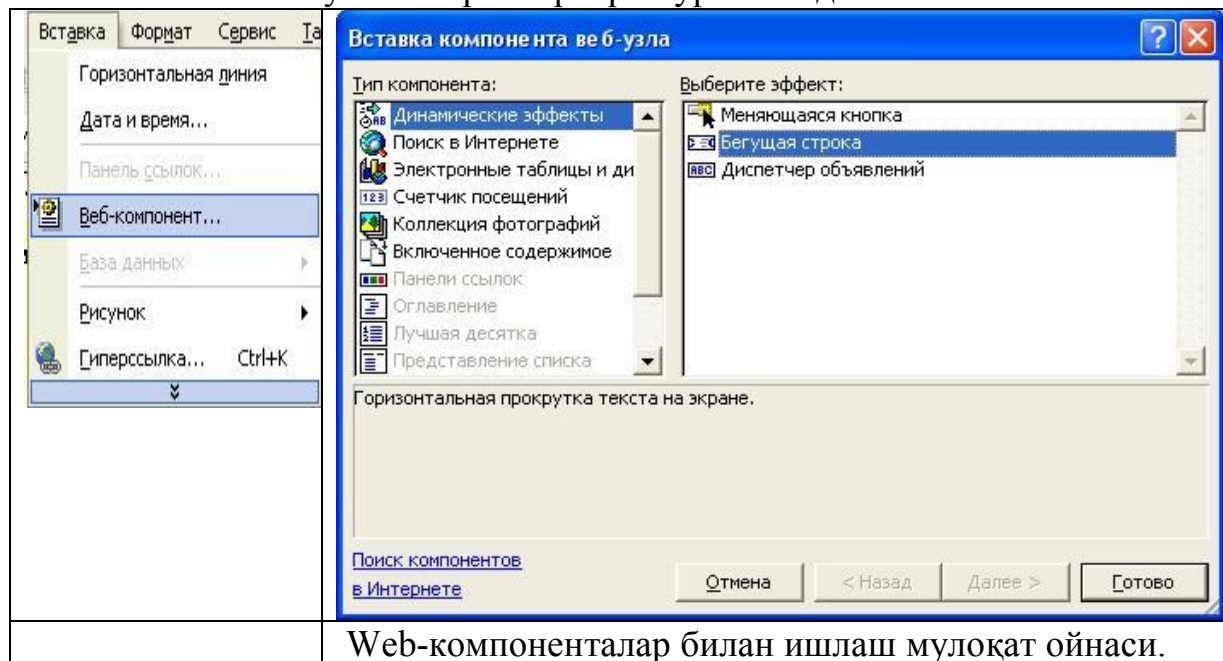 Вставка Формат Сервис Та
Горизонтальная линия
Дата и время...
Панель ссылок...
Веб-компонент...
База данных
Рисунок
Гиперссылка... Ctrl+K
Вставка компонента веб-узла
Тип компонента:
Динамические эффекты
Поиск в Интернете
Электронные таблицы и ди
Счетчик посещений
Коллекция фотографий
Включенное содержимое
Панели ссылок
Оглавление
Лучшая десятка
Представление списка
Выберите эффект:
Меняющаяся кнопка
Бегущая строка
Диспетчер объявлений
Горизонтальная прокрутка текста на экране.
Поиск компонентов
в Интернете
Отмена < Назад Далее > Готово
Web-компоненталар билан ишлаш мулоқат ойнаси.